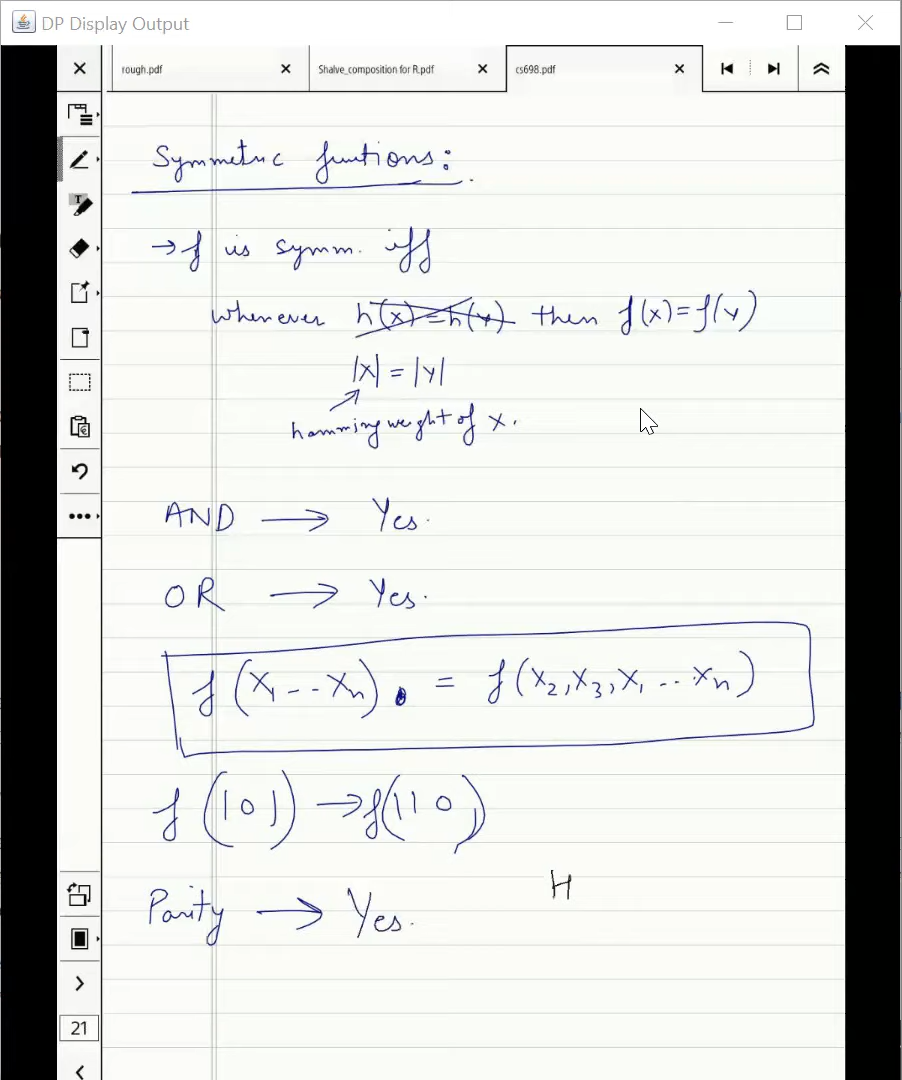 DP Display Output
rough.pdf
Shalve_composition for R.pdf
cs698.pdf
Symmetric funtions:
→ f is symm. iff
whenever h(x)=h(y) then f(x)=f(y)
|x| = |y|
hamming weight of x.
AND → Yes.
OR → Yes.
f(x1 -- xn). = f(x2,x3,x1 -- xn)
f(101) → f(110)
H
Parity → Yes.
21